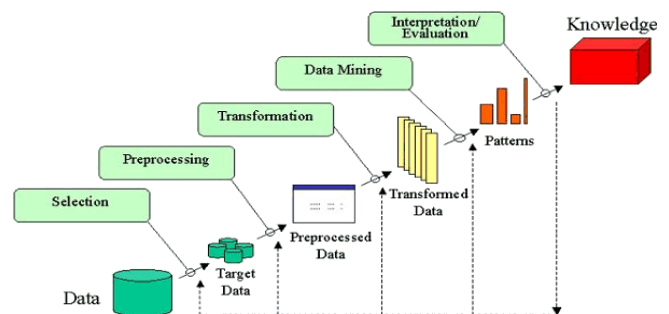 Interpretation/
Evaluation
Knowledge
Data Mining
Transformation
Patterns
Preprocessing
Transformed
Data
Selection
Preprocessed
Data
Target
Data
Data